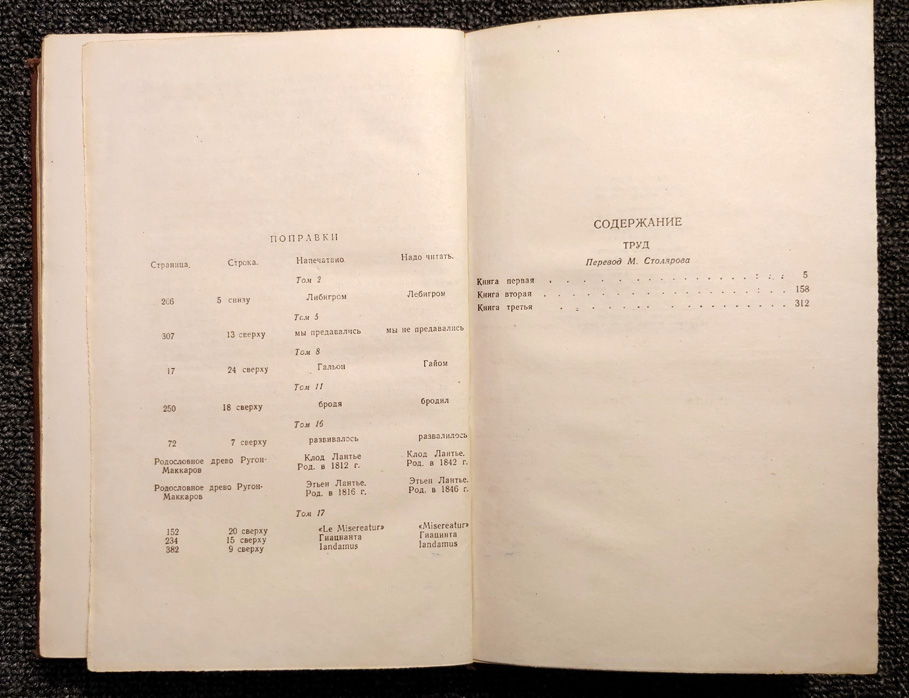 ПОПРАВКИ
Страница. Строка. Напечатано. Надо читать.
Том 2
206 5 снизу Либигром Лебигром
Том 5
307 13 сверху мы предавались мы не предавались
Том 8
17 24 сверху Гальон Гайом
Том 11
250 18 сверху бродя бродил
Том 16
72 7 сверху развивалось развалилось
Родословное древо Ругон- Клод Лантье Клод Лантье.
Маккаров Род. в 1812 г. Род. в 1842 г.
Родословное древо Ругон- Этьен Лантье. Этьен Лантье.
Маккаров Род. в 1816 г. Род. в 1846 г.
Том 17
152 20 сверху «Le Misereatur» «Misereatur»
234 15 сверху Гиацианта Гиацинта
382 9 сверху landamus landamus
СОДЕРЖАНИЕ
ТРУД
Перевод М. Столярова
Книга первая . . . . . . . . . . . . . . . . . . 5
Книга вторая . . . . . . . . . . . . . . . . . . 158
Книга третья . . . . . . . . . . . . . . . . . . 312